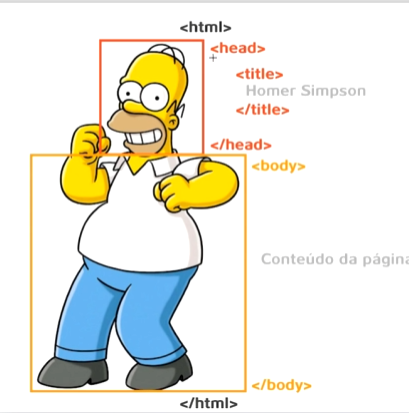 <html>
<head>
<title>
Homer Simpson
</title>
</head>
<body>
Conteúdo da página
</body>
</html>